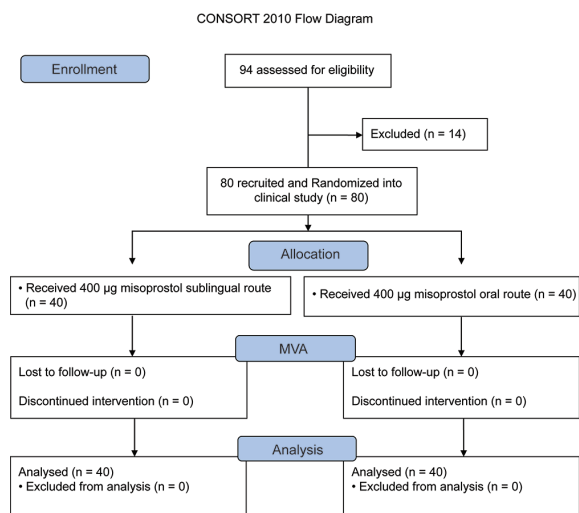 CONSORT 2010 Flow Diagram
Enrollment
94 assessed for eligibility
Excluded (n = 14)
80 recruited and Randomized into
clinical study (n = 80)
Allocation
• Received 400 µg misoprostol sublingual route
(n = 40)
• Received 400 µg misoprostol oral route (n = 40)
MVA
Lost to follow-up (n = 0)
Discontinued intervention (n = 0)
Lost to follow-up (n = 0)
Discontinued intervention (n = 0)
Analysis
Analysed (n = 40)
• Excluded from analysis (n = 0)
Analysed (n = 40)
• Excluded from analysis (n = 0)